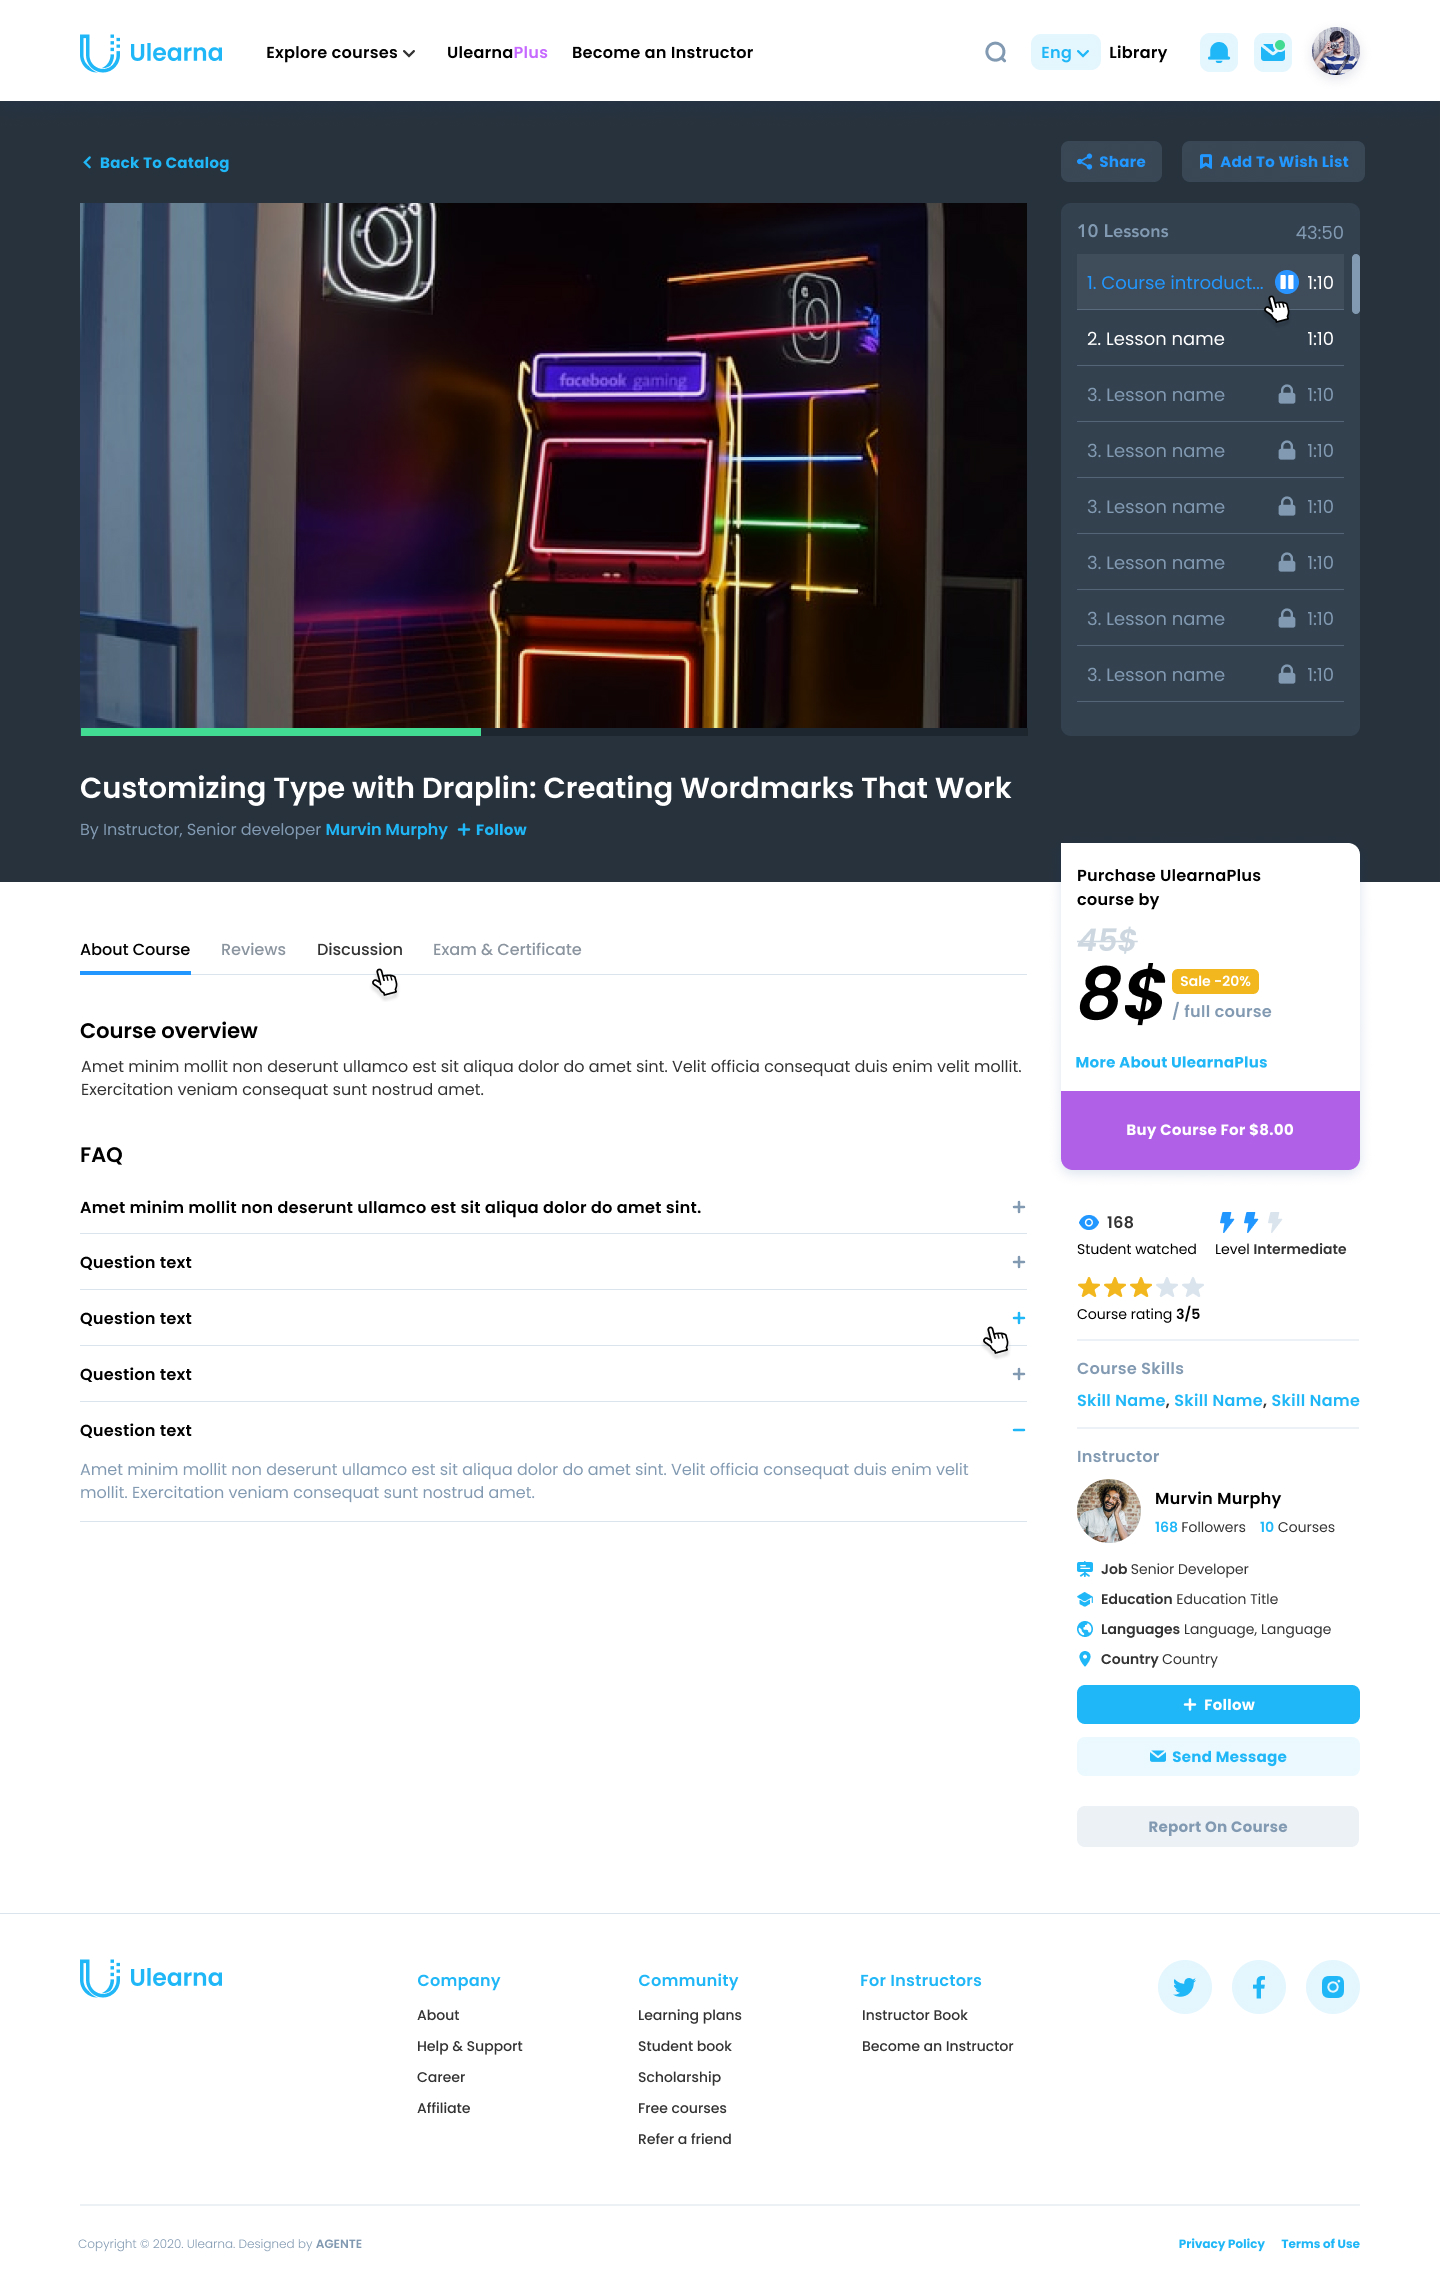 Ulearna
Explore courses
UlearnaPlus
Become an Instructor
Eng
Library
Back To Catalog
Share
Add To Wish List
facebook gaming
10 Lessons 43:50
1. Course introduct... 1:10
2. Lesson name 1:10
3. Lesson name 1:10
3. Lesson name 1:10
3. Lesson name 1:10
3. Lesson name 1:10
3. Lesson name 1:10
3. Lesson name 1:10
Customizing Type with Draplin: Creating Wordmarks That Work
By Instructor, Senior developer Murvin Murphy + Follow
Purchase UlearnaPlus
course by
45$
8$
Sale -20%
/ full course
More About UlearnaPlus
Buy Course For $8.00
About Course
Reviews
Discussion
Exam & Certificate
Course overview
Amet minim mollit non deserunt ullamco est sit aliqua dolor do amet sint. Velit officia consequat duis enim velit mollit.
Exercitation veniam consequat sunt nostrud amet.
FAQ
Amet minim mollit non deserunt ullamco est sit aliqua dolor do amet sint.
Question text
Question text
Question text
Question text
Amet minim mollit non deserunt ullamco est sit aliqua dolor do amet sint. Velit officia consequat duis enim velit
mollit. Exercitation veniam consequat sunt nostrud amet.
168
Student watched
Level Intermediate
Course rating 3/5
Course Skills
Skill Name, Skill Name, Skill Name
Instructor
Murvin Murphy
168 Followers 10 Courses
Job Senior Developer
Education Education Title
Languages Language, Language
Country Country
+ Follow
Send Message
Report On Course
Ulearna
Company
About
Help & Support
Career
Affiliate
Community
Learning plans
Student book
Scholarship
Free courses
Refer a friend
For Instructors
Instructor Book
Become an Instructor
Copyright © 2020. Ulearna. Designed by AGENTE
Privacy Policy
Terms of Use